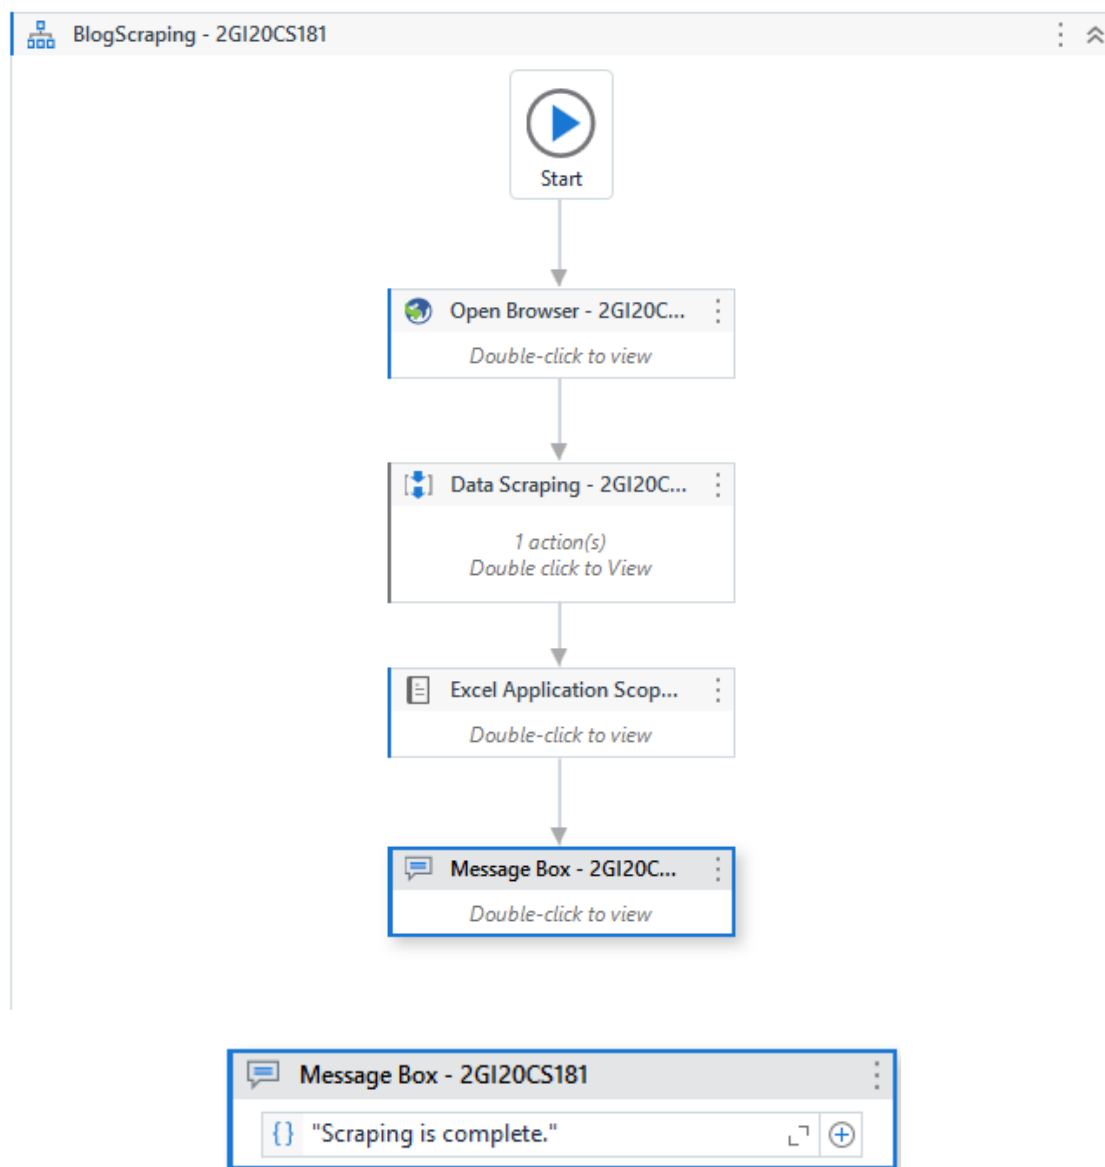 BlogScraping - 2GI20CS181
Start
Open Browser - 2GI20C...
Double-click to view
Data Scraping - 2GI20C...
1 action(s)
Double click to View
Excel Application Scop...
Double-click to view
Message Box - 2GI20C...
Double-click to view
Message Box - 2GI20CS181
{} "Scraping is complete."